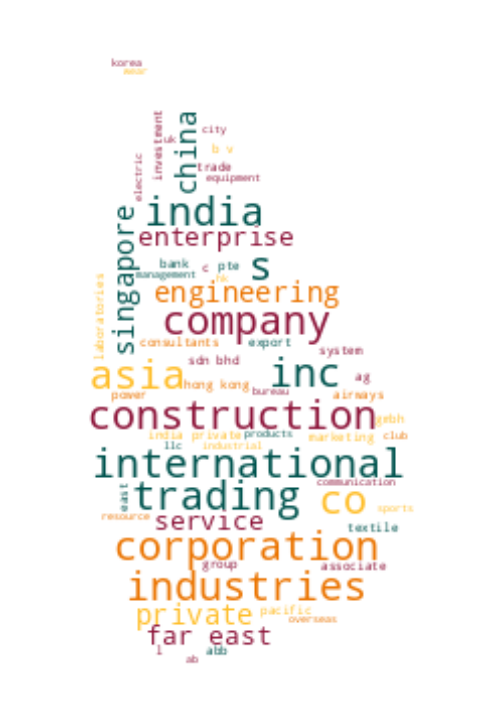 korea
wear
investment
uk
china
city
b v
electric
trade
equipment
india
singapore
enterprise
bank
c
pte
s
management
hk
laboratories
engineering
company
consultants
export
system
sdn bhd
asia
hong kong
inc
ag
bureau
power
airways
construction
gmbh
india private
products
marketing
club
llc
industrial
international
communication
east
trading
co
sports
resource
service
textile
corporation
group
associate
industries
private
pacific
overseas
far east
l
abb
ab